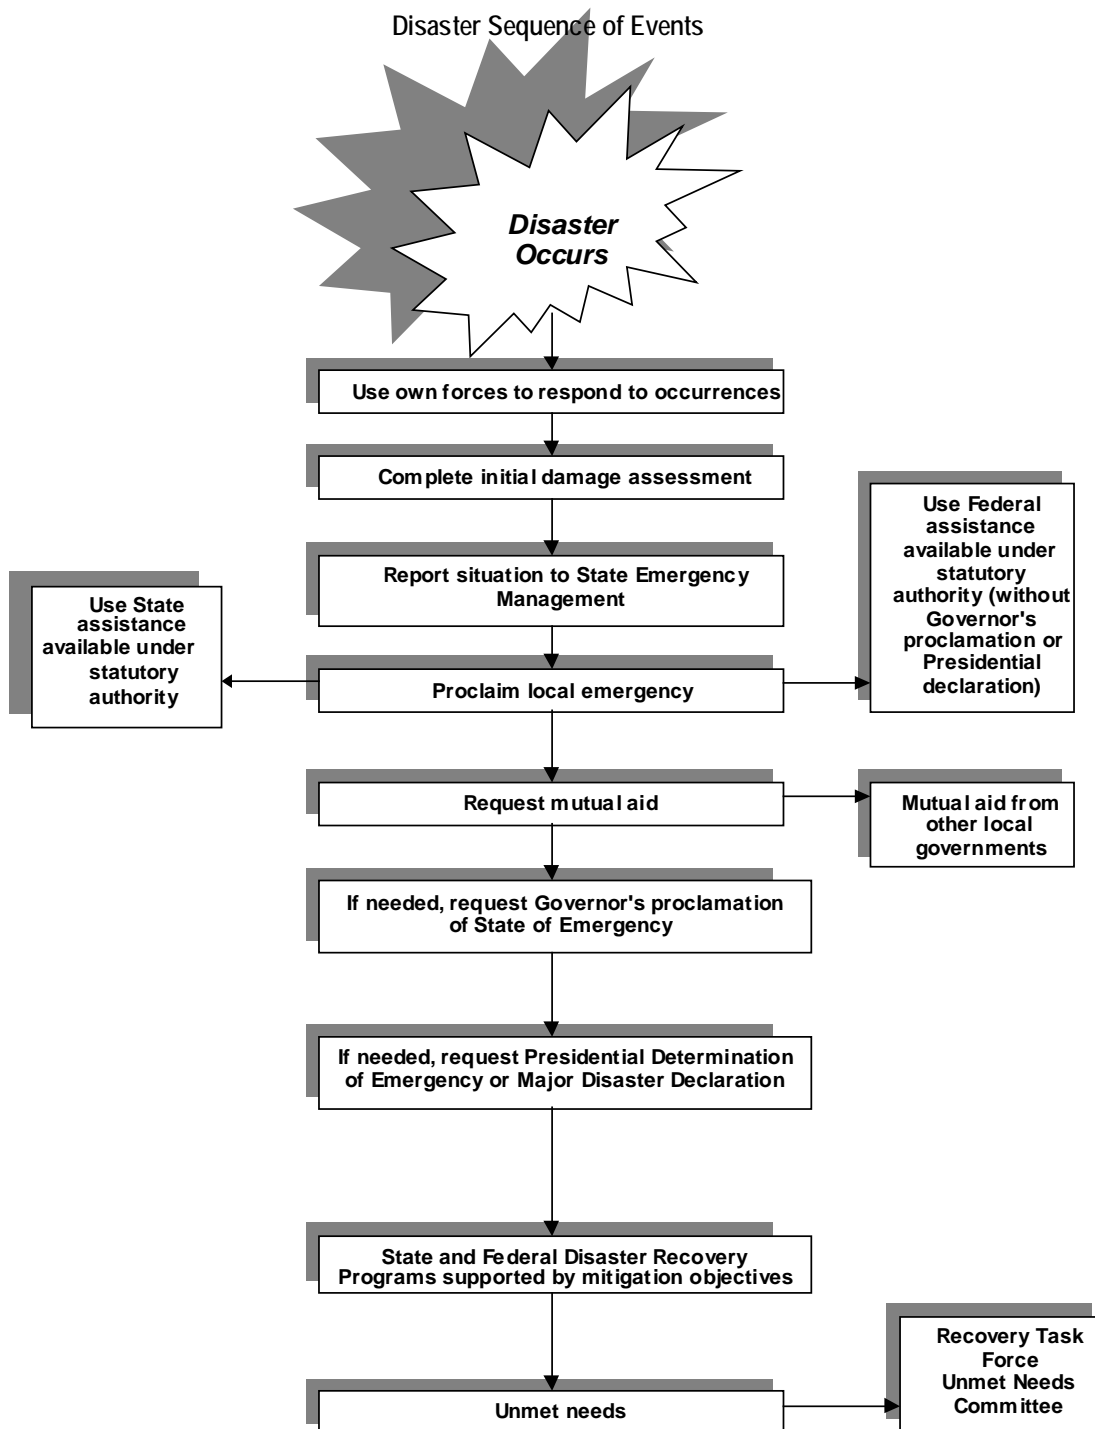 Disaster Sequence of Events
Disaster
Occurs
Use own forces to respond to occurrences
Complete initial damage assessment
Use Federal
assistance
available under
statutory
authority (without
Governor's
proclamation or
Presidential
declaration)
Report situation to State Emergency
Management
Use State
assistance
available under
statutory
authority
Proclaim local emergency
Request mutual aid
Mutual aid from
other local
governments
If needed, request Governor's proclamation
of State of Emergency
If needed, request Presidential Determination
of Emergency or Major Disaster Declaration
State and Federal Disaster Recovery
Programs supported by mitigation objectives
Recovery Task
Force
Unmet Needs
Committee
Unmet needs